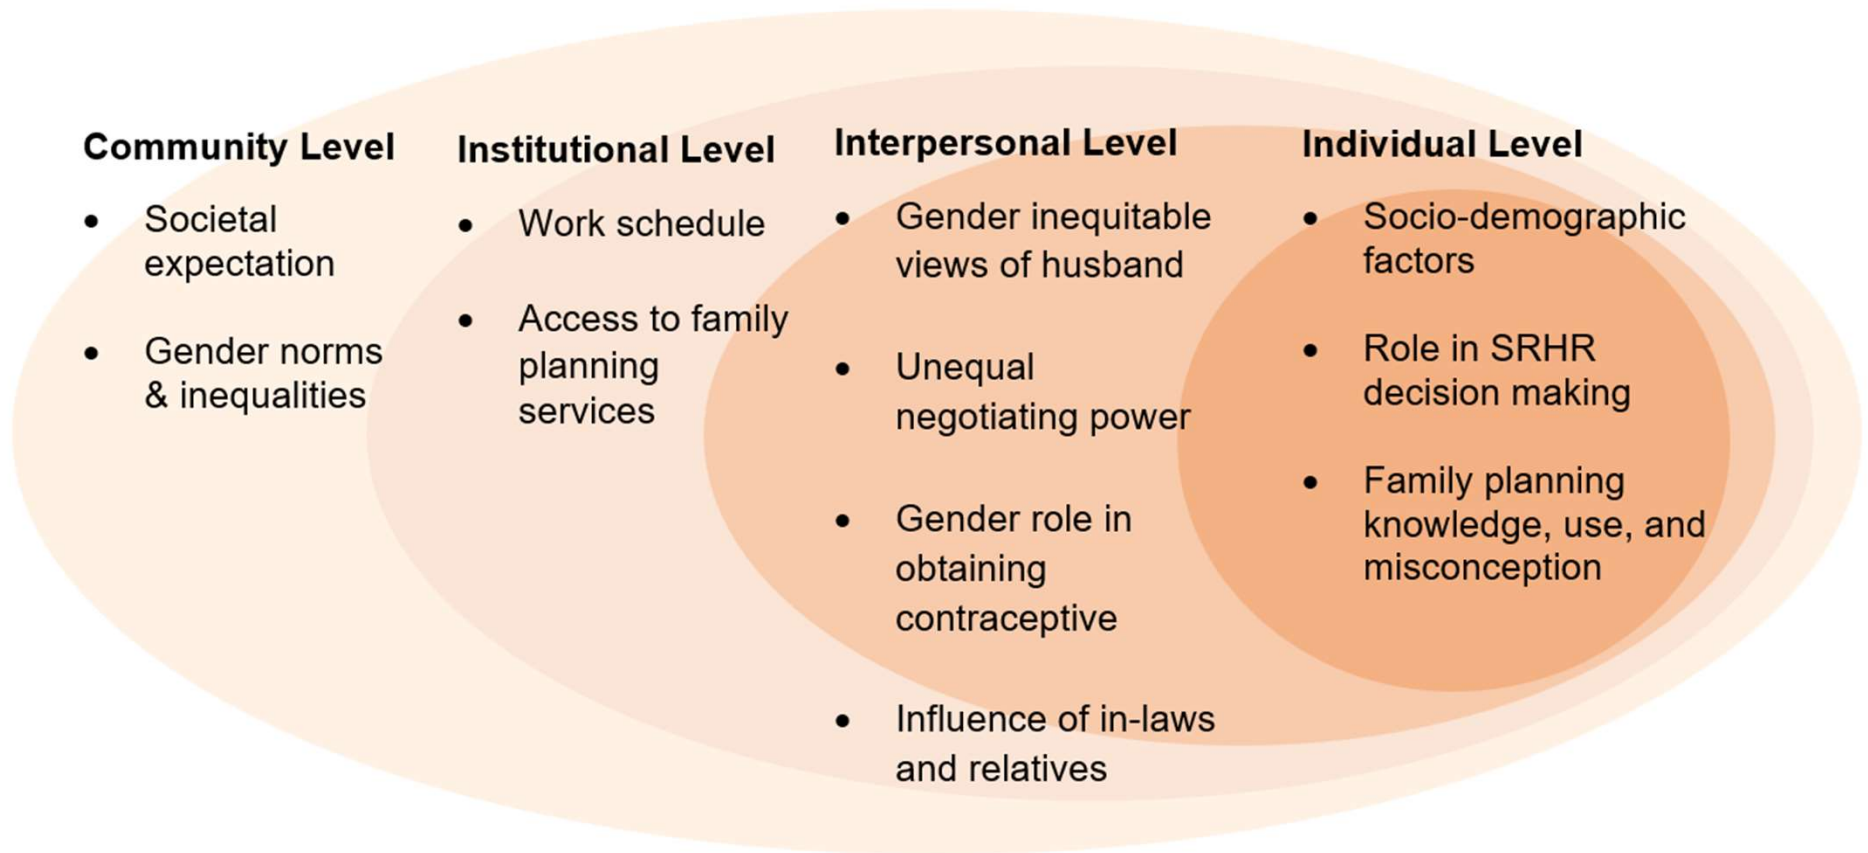 Community Level
• Societal
expectation
• Gender norms
& inequalities
Institutional Level
• Work schedule
• Access to family
planning
services
Interpersonal Level
• Gender inequitable
views of husband
• Unequal
negotiating power
• Gender role in
obtaining
contraceptive
• Influence of in-laws
and relatives
Individual Level
• Socio-demographic
factors
• Role in SRHR
decision making
• Family planning
knowledge, use, and
misconception